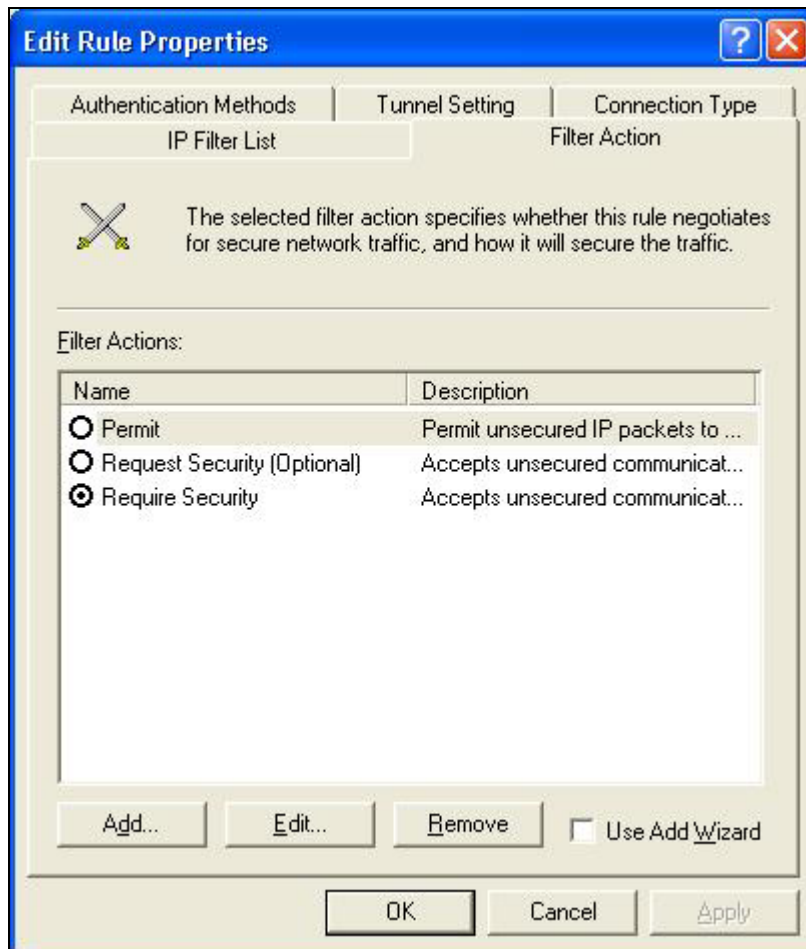 Edit Rule Properties
Authentication Methods Tunnel Setting Connection Type
IP Filter List Filter Action
The selected filter action specifies whether this rule negotiates
for secure network traffic, and how it will secure the traffic.
Filter Actions:
Name Description
Permit Permit unsecured IP packets to ...
Request Security (Optional) Accepts unsecured communicat...
Require Security Accepts unsecured communicat...
Add... Edit... Remove Use Add Wizard
OK Cancel Apply